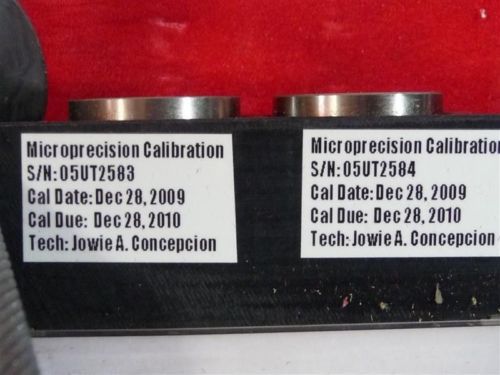 Microprecision Calibration
S/N: 05UT2583
Cal Date: Dec 28, 2009
Cal Due: Dec 28, 2010
Tech: Jowie A. Concepcion
Microprecision Calibratio
S/N: 05UT2584
Cal Date: Dec 28, 2009
Cal Due: Dec 28, 2010
Tech: Jowie A. Concepcion